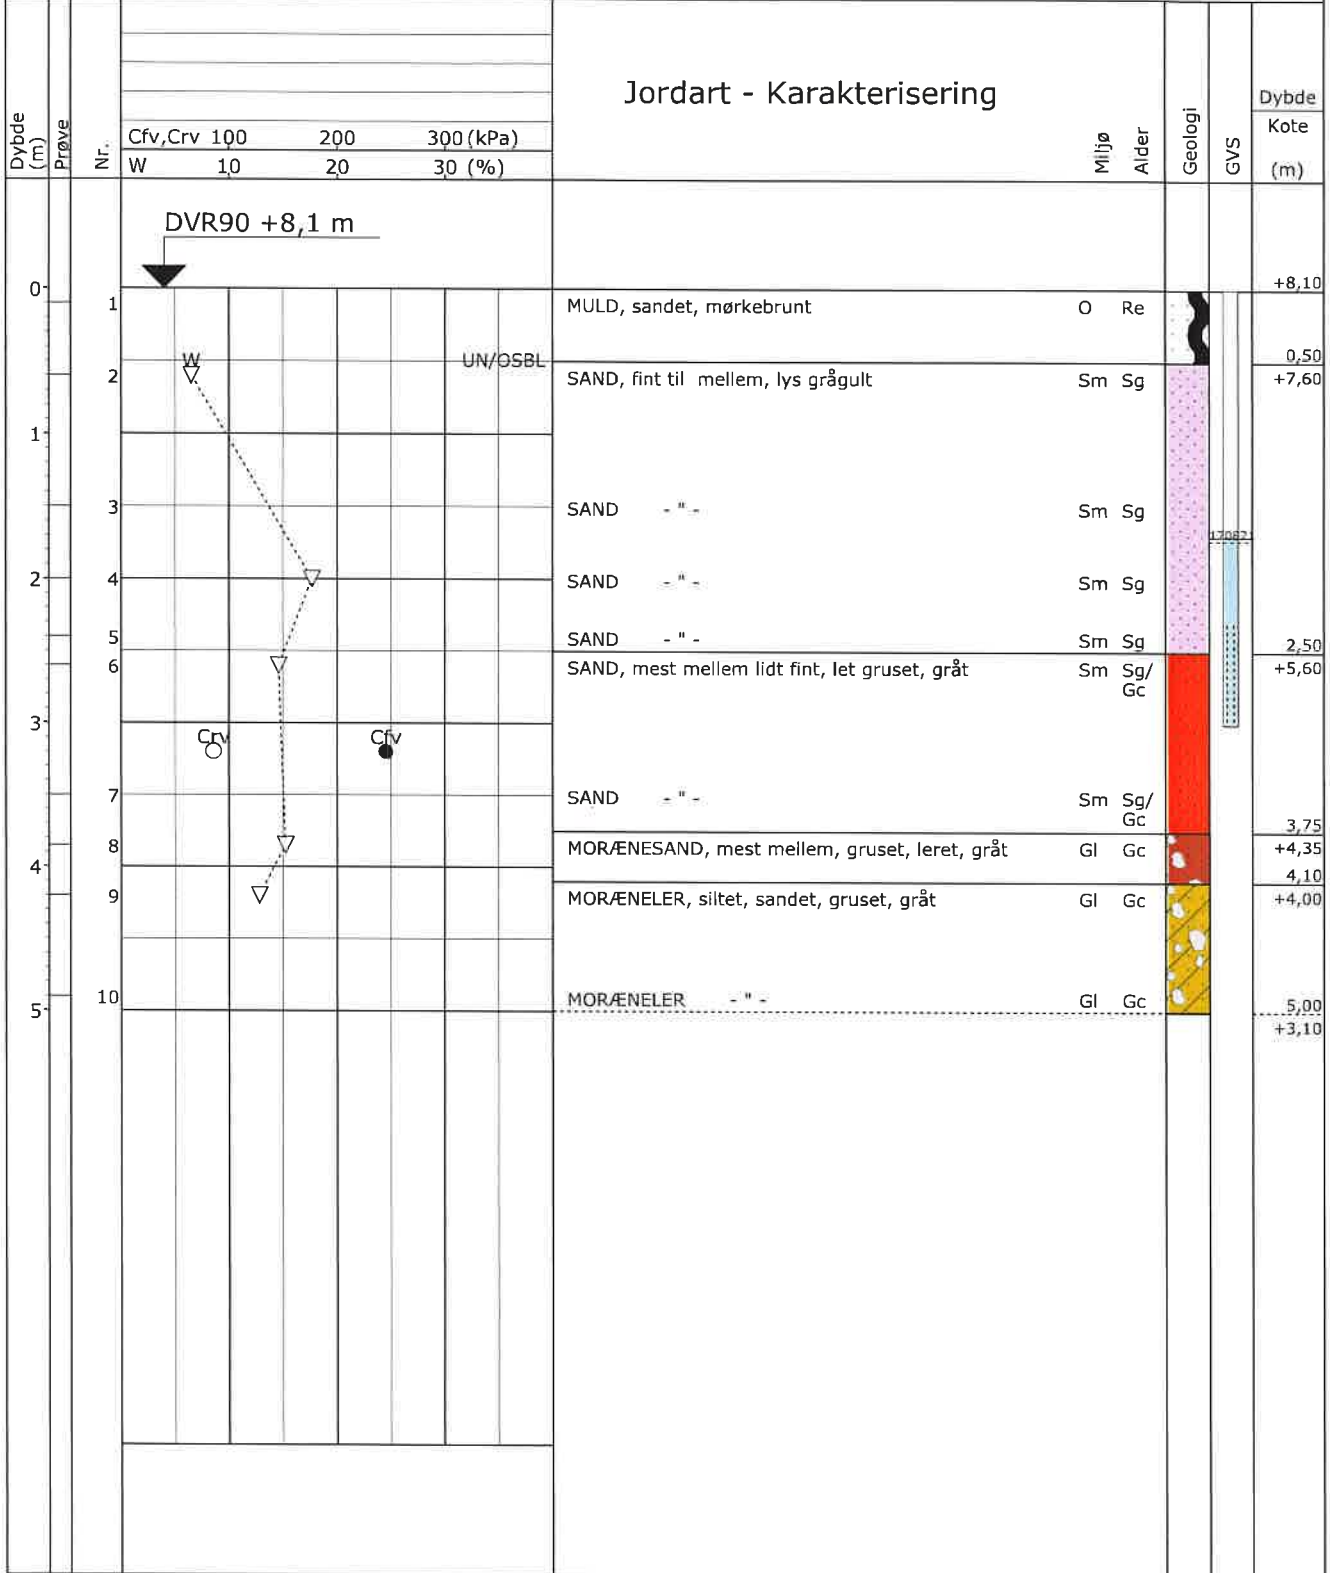 Jordart - Karakterisering
Dybde (m)
Prøve
Nr.
Cfv,Crv 100 200 300 (kPa)
W 10 20 30 (%)
Miljø
Alder
Geologi
GVS
Dybde
Kote
(m)
DVR90 +8,1 m
0 +8,10
1 MULD, sandet, mørkebrunt O Re
W UN/OSBL 0,50
2 SAND, fint til mellem, lys grågult Sm Sg +7,60
1
3 SAND - " - Sm Sg
2 4 SAND - " - Sm Sg
5 SAND - " - Sm Sg 2,50
6 SAND, mest mellem lidt fint, let gruset, gråt Sm Sg/ +5,60
Gc
3
Crv Cfv
7 SAND - " - Sm Sg/
Gc 3,75
8 MORÆNESAND, mest mellem, gruset, leret, gråt Gl Gc +4,35
4 4,10
9 MORÆNELER, siltet, sandet, gruset, gråt Gl Gc +4,00
10 MORÆNELER - " - Gl Gc
5 5,00
+3,10